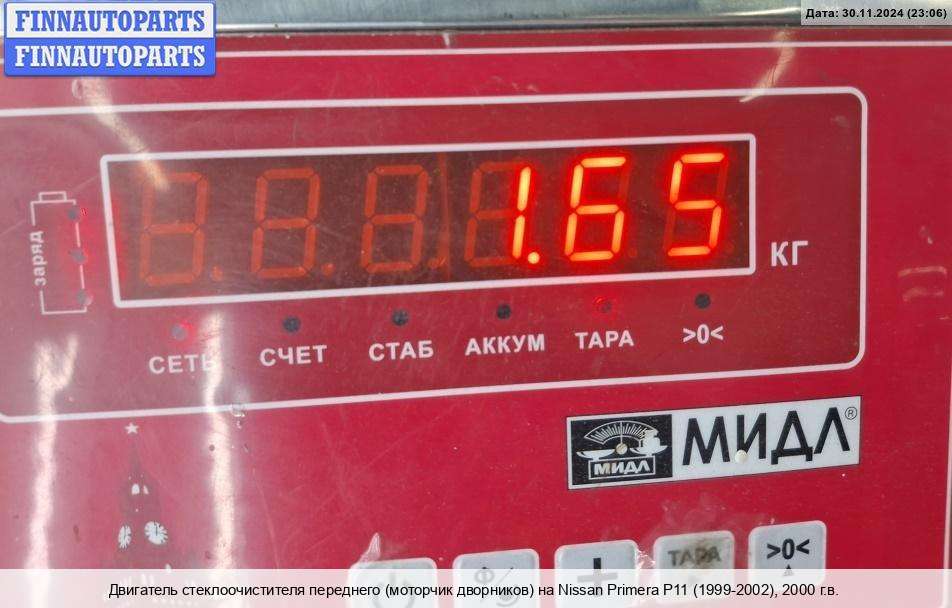 FINNAUTOPARTS
FINNAUTOPARTS
Дата: 30.11.2024 (23:06)
1.65
КГ
заряд
СЕТЬ СЧЕТ СТАБ АККУМ ТАРА >0<
МИДЛ МИДЛ®
ТАРА >0<
Двигатель стеклоочистителя переднего (моторчик дворников) на Nissan Primera P11 (1999-2002), 2000 г.в.